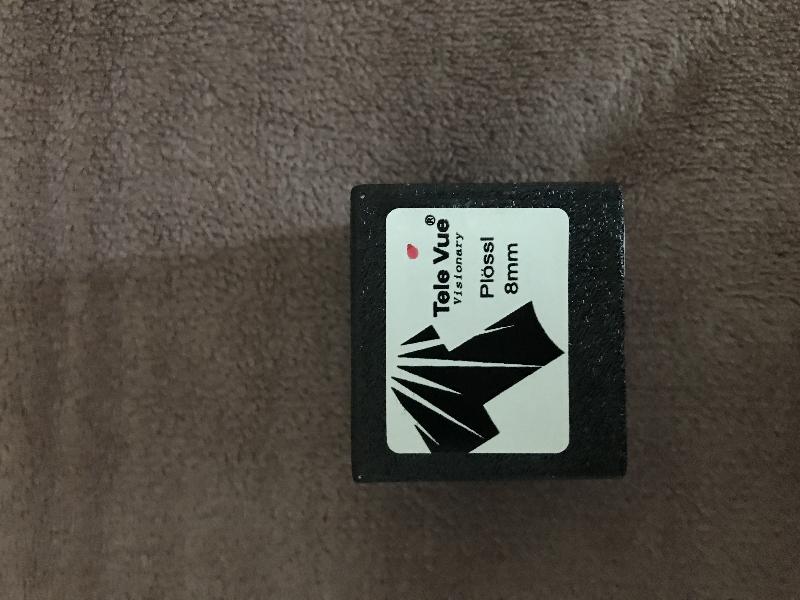 Tele Vue®
Visionary
Plössl
8mm